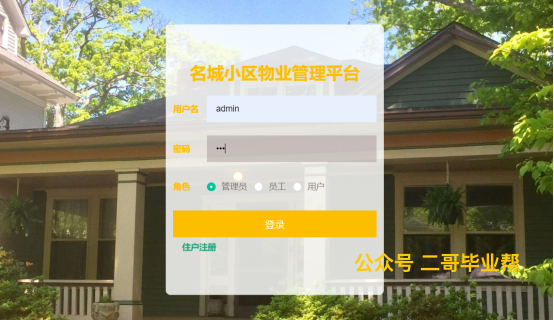 名城小区物业管理平台
用户名 admin
密码 •••
角色 管理员 员工 用户
登录
住户注册
公众号 二哥毕业帮